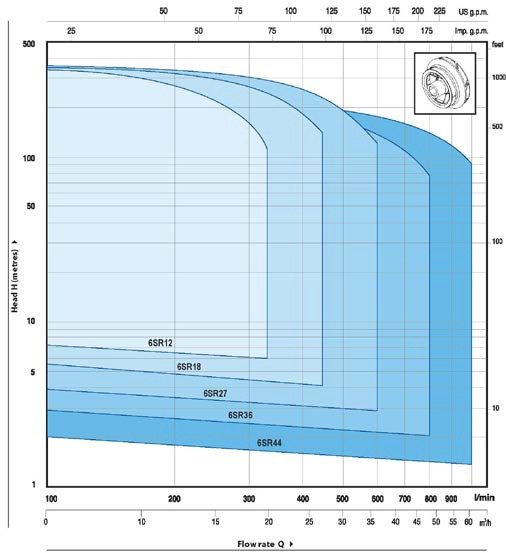 50 75 100 125 150 175 200 225 US g.p.m.
25 50 75 100 125 150 175 Imp. g.p.m.
500 feet
1000
500
100
50
100
10
5
10
1
Head H (metres)
6SR12
6SR18
6SR27
6SR36
6SR44
100 200 300 400 500 600 700 800 900 l/min
0 10 15 20 25 30 35 40 45 50 55 60 m³/h
Flow rate Q